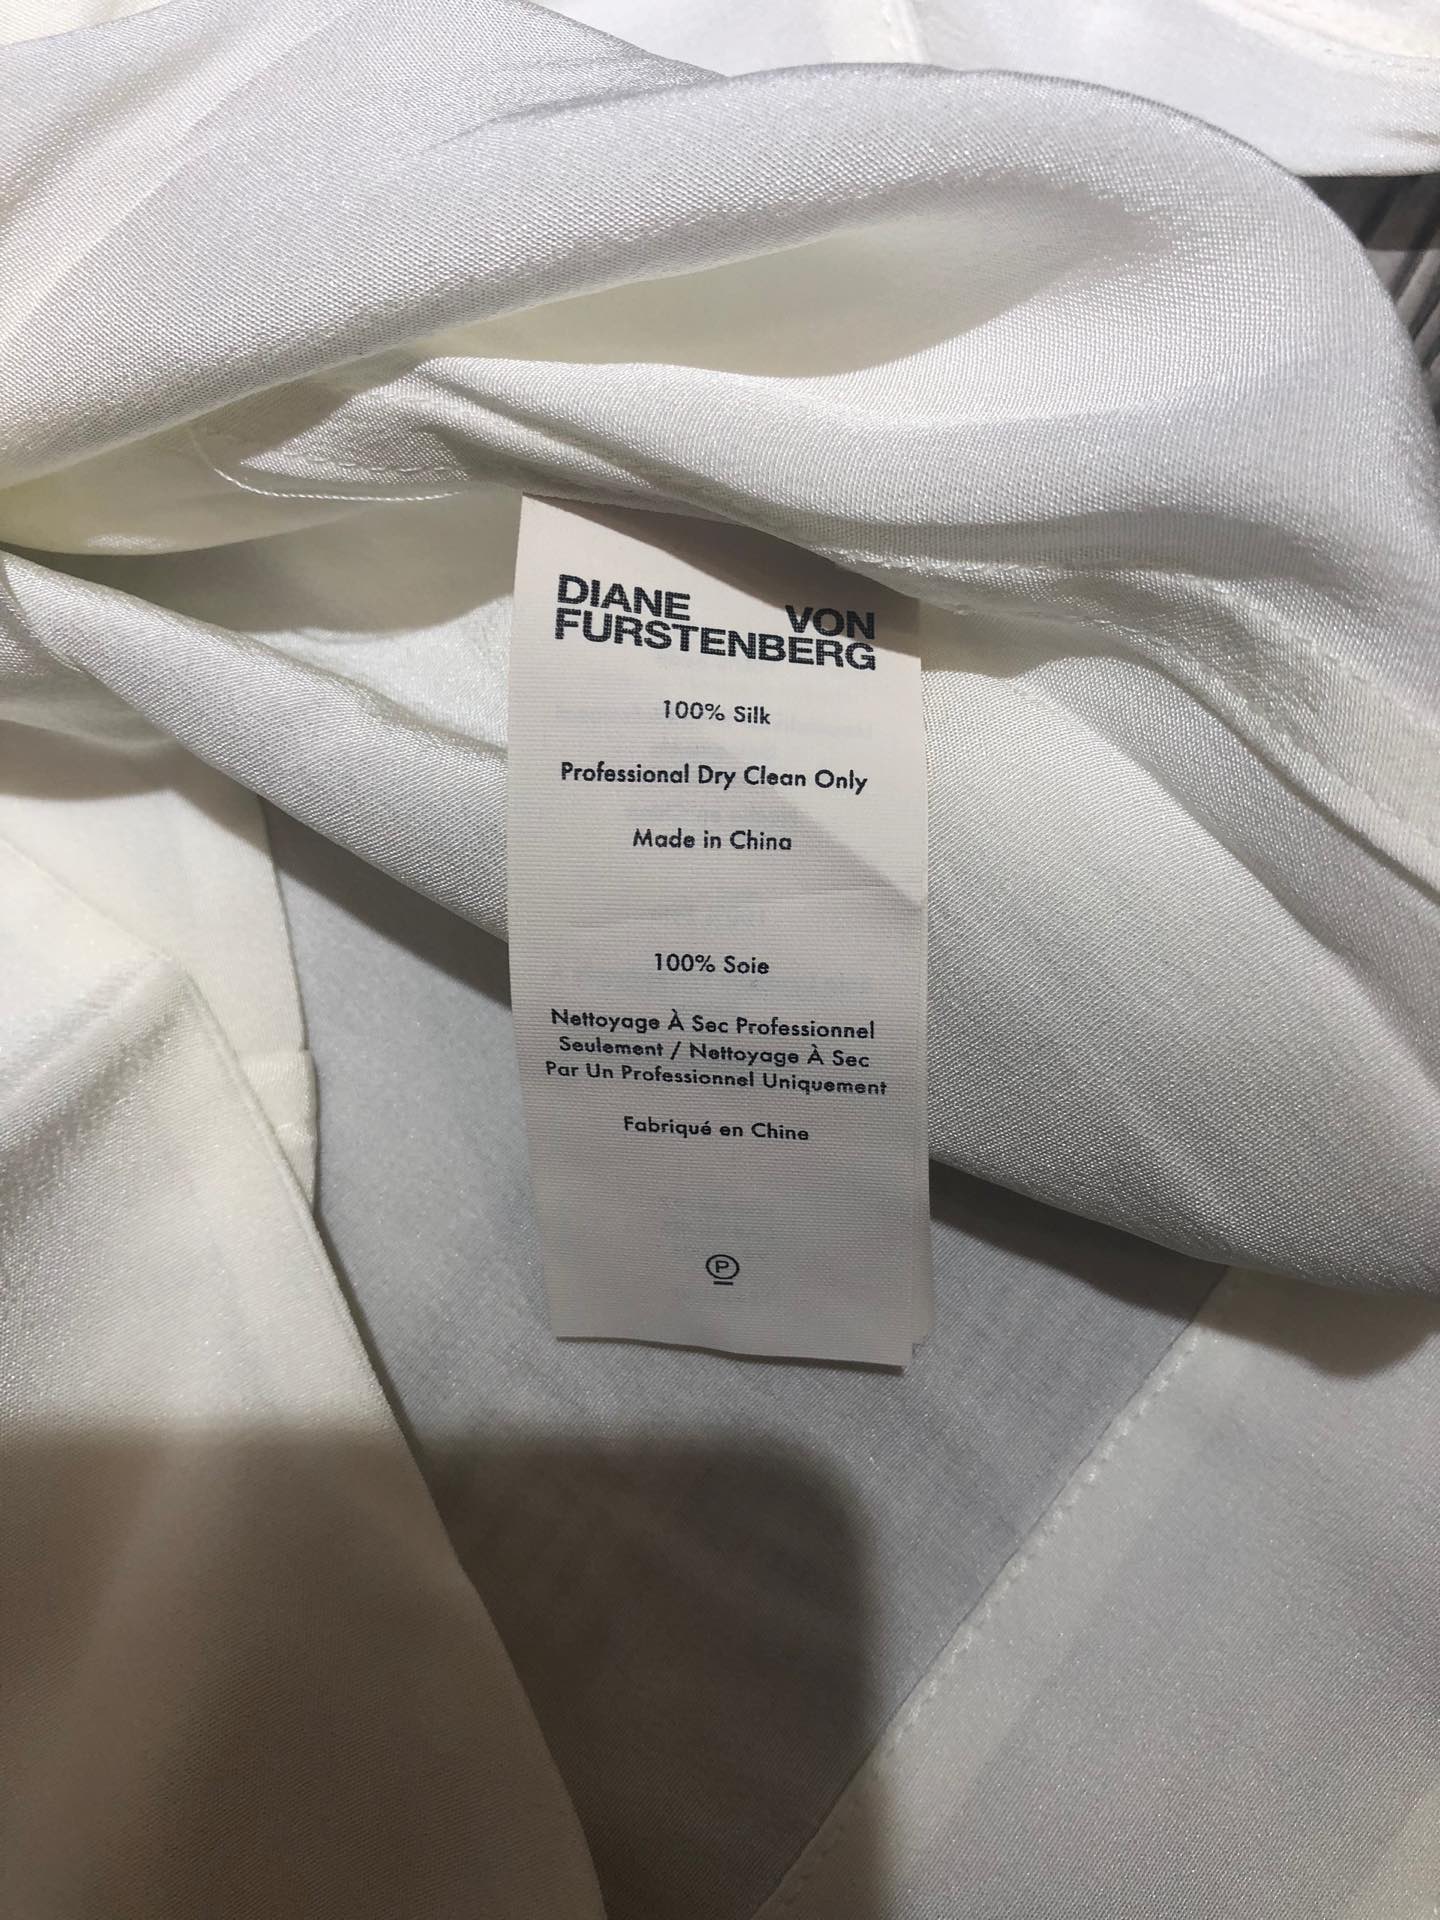 DIANE VON
FURSTENBERG
100% Silk
Professional Dry Clean Only
Made in China
100% Soie
Nettoyage À Sec Professionnel
Seulement / Nettoyage À Sec
Par Un Professionnel Uniquement
Fabriqué en Chine
P